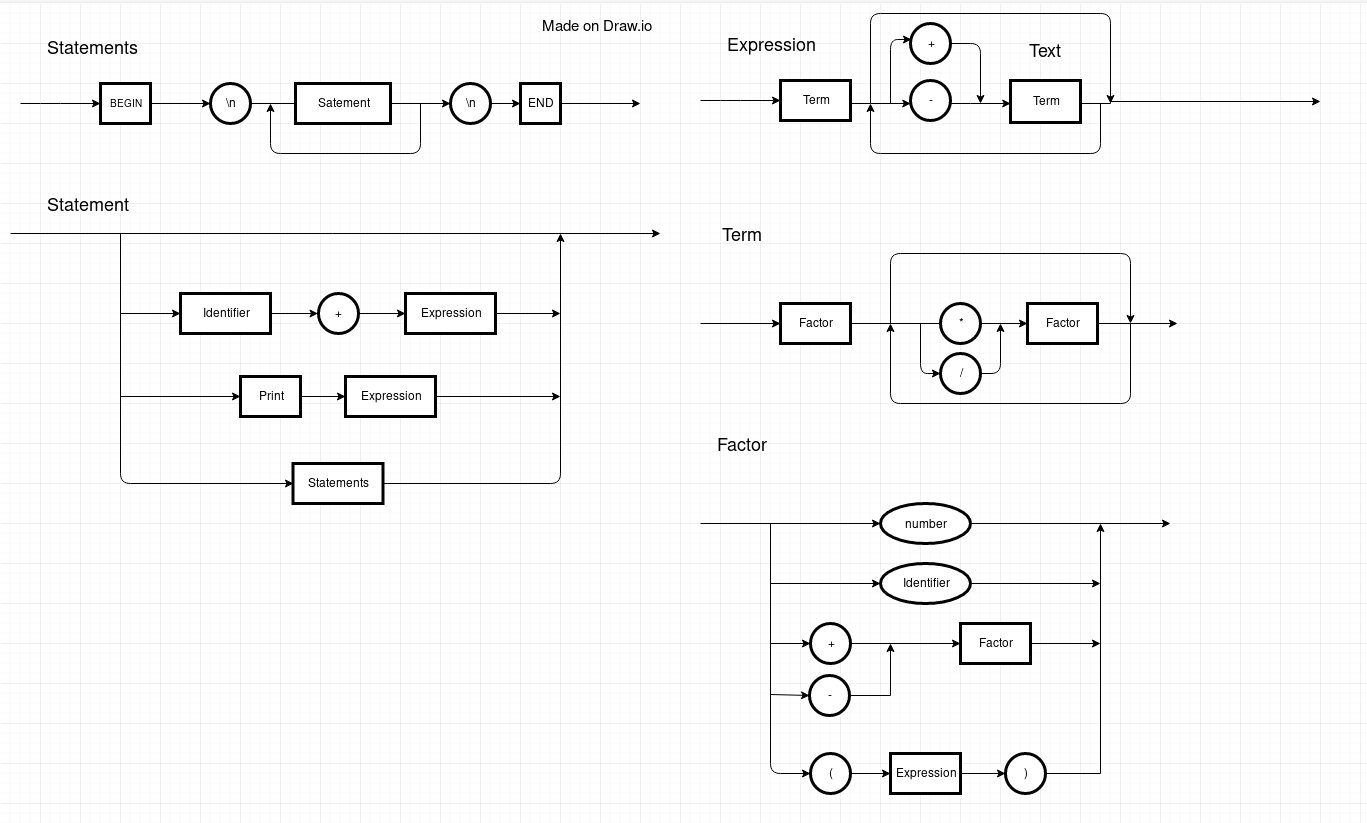 Made on Draw.io
Statements
BEGIN \n Satement \n END
Statement
Identifier + Expression
Print Expression
Statements
Expression
+ Text
Term - Term
Term
Factor * Factor
/
Factor
number
Identifier
+ Factor
-
( Expression )